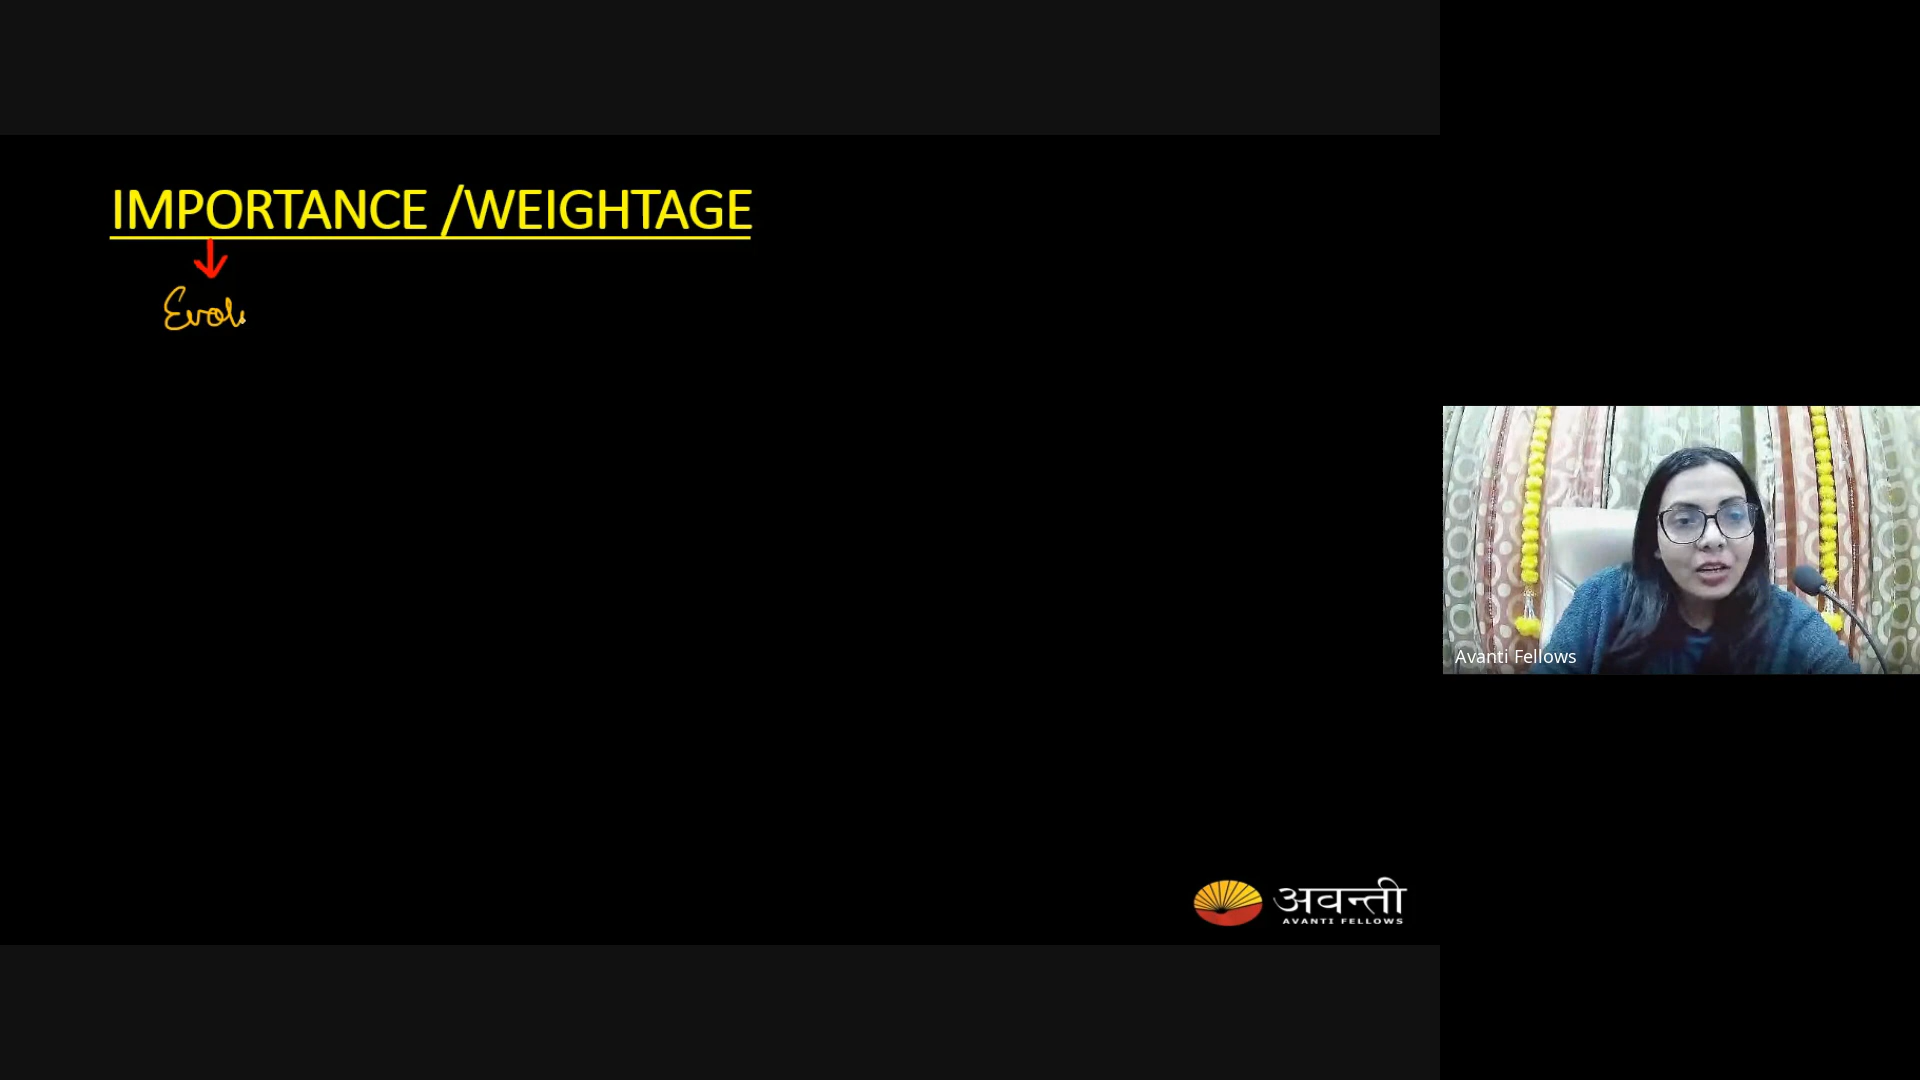 IMPORTANCE /WEIGHTAGE
Evol
Avanti Fellows
अवन्ती
AVANTI FELLOWS